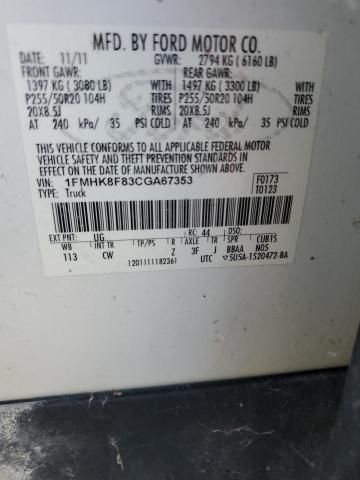 MFD. BY FORD MOTOR CO.
DATE: 11/11 GVWR: 2794 KG ( 6160 LB)
FRONT GAWR: REAR GAWR:
1397 KG ( 3080 LB) WITH 1497 KG ( 3300 LB) WITH
P255/50R20 104H TIRES P255/50R20 104H TIRES
20X8.5J RIMS 20X8.5J RIMS
AT 240 kPa/ 35 PSI COLD AT 240 kPa/ 35 PSI COLD
THIS VEHICLE CONFORMS TO ALL APPLICABLE FEDERAL MOTOR
VEHICLE SAFETY, BUMPER, AND THEFT PREVENTION STANDARDS IN
EFFECT ON THE DATE OF MANUFACTURE SHOWN ABOVE.
VIN: 1FMHK8F83CGA67353 F0173
TYPE: Truck T0123
EXT PNT: UG RC: 44 DSO:
WB INT TR TP/PS R AXLE TR SPR CUB1S
113 CW Z 3F J BBAA N05
1201111182361 UTC 5U5A-1520472-BA